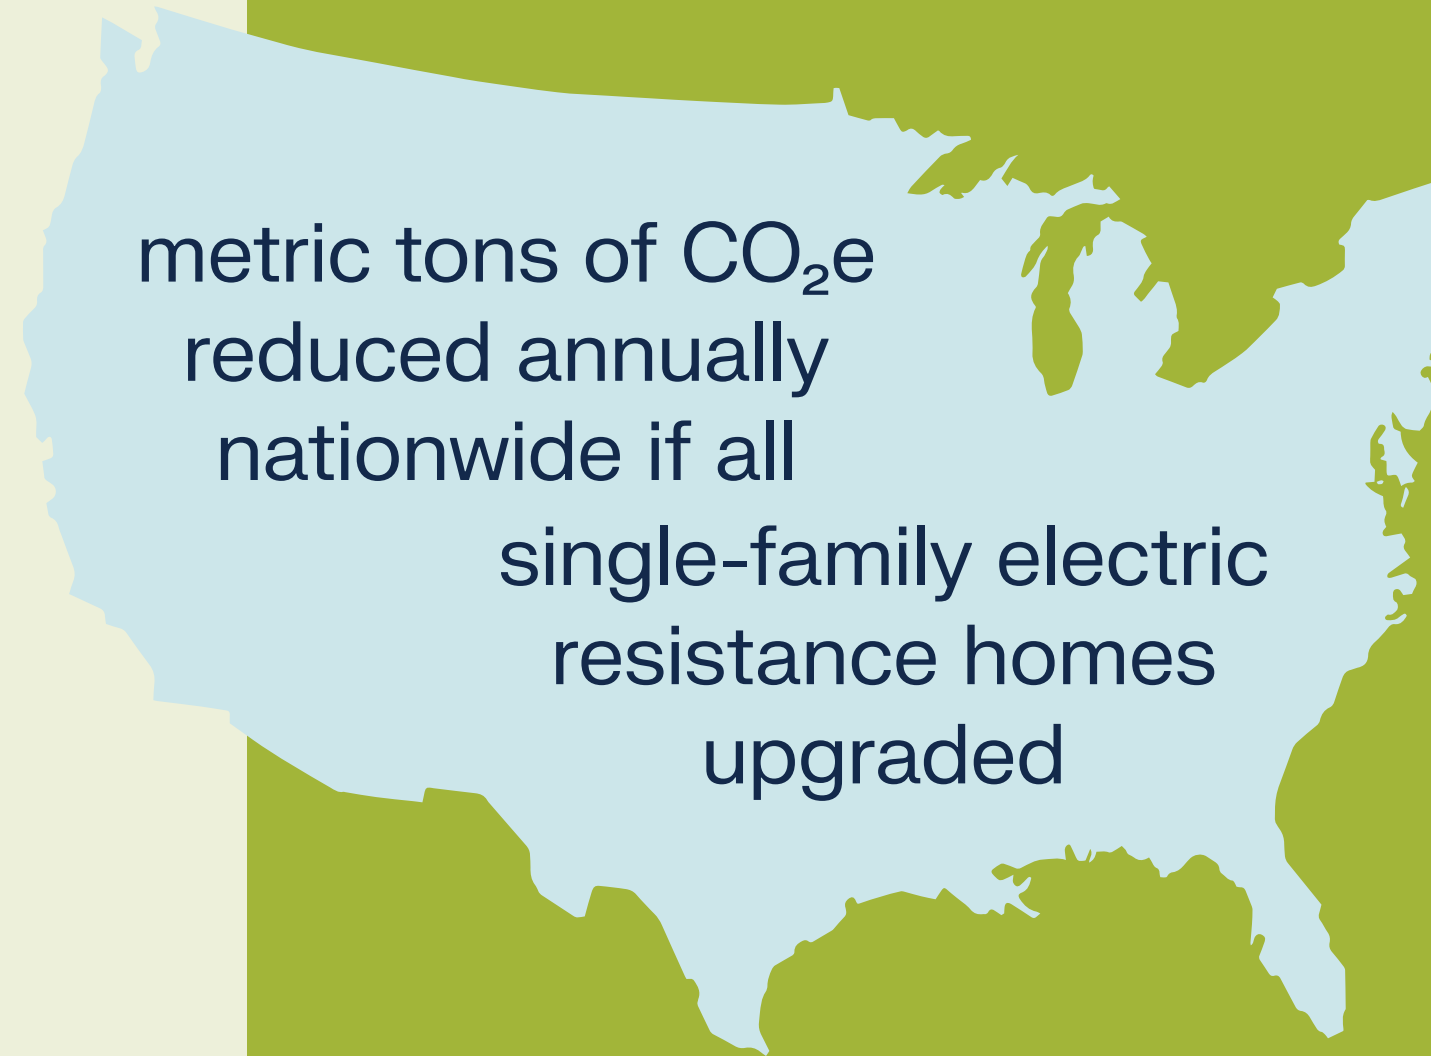 metric tons of CO₂e
reduced annually
nationwide if all
single-family electric
resistance homes
upgraded